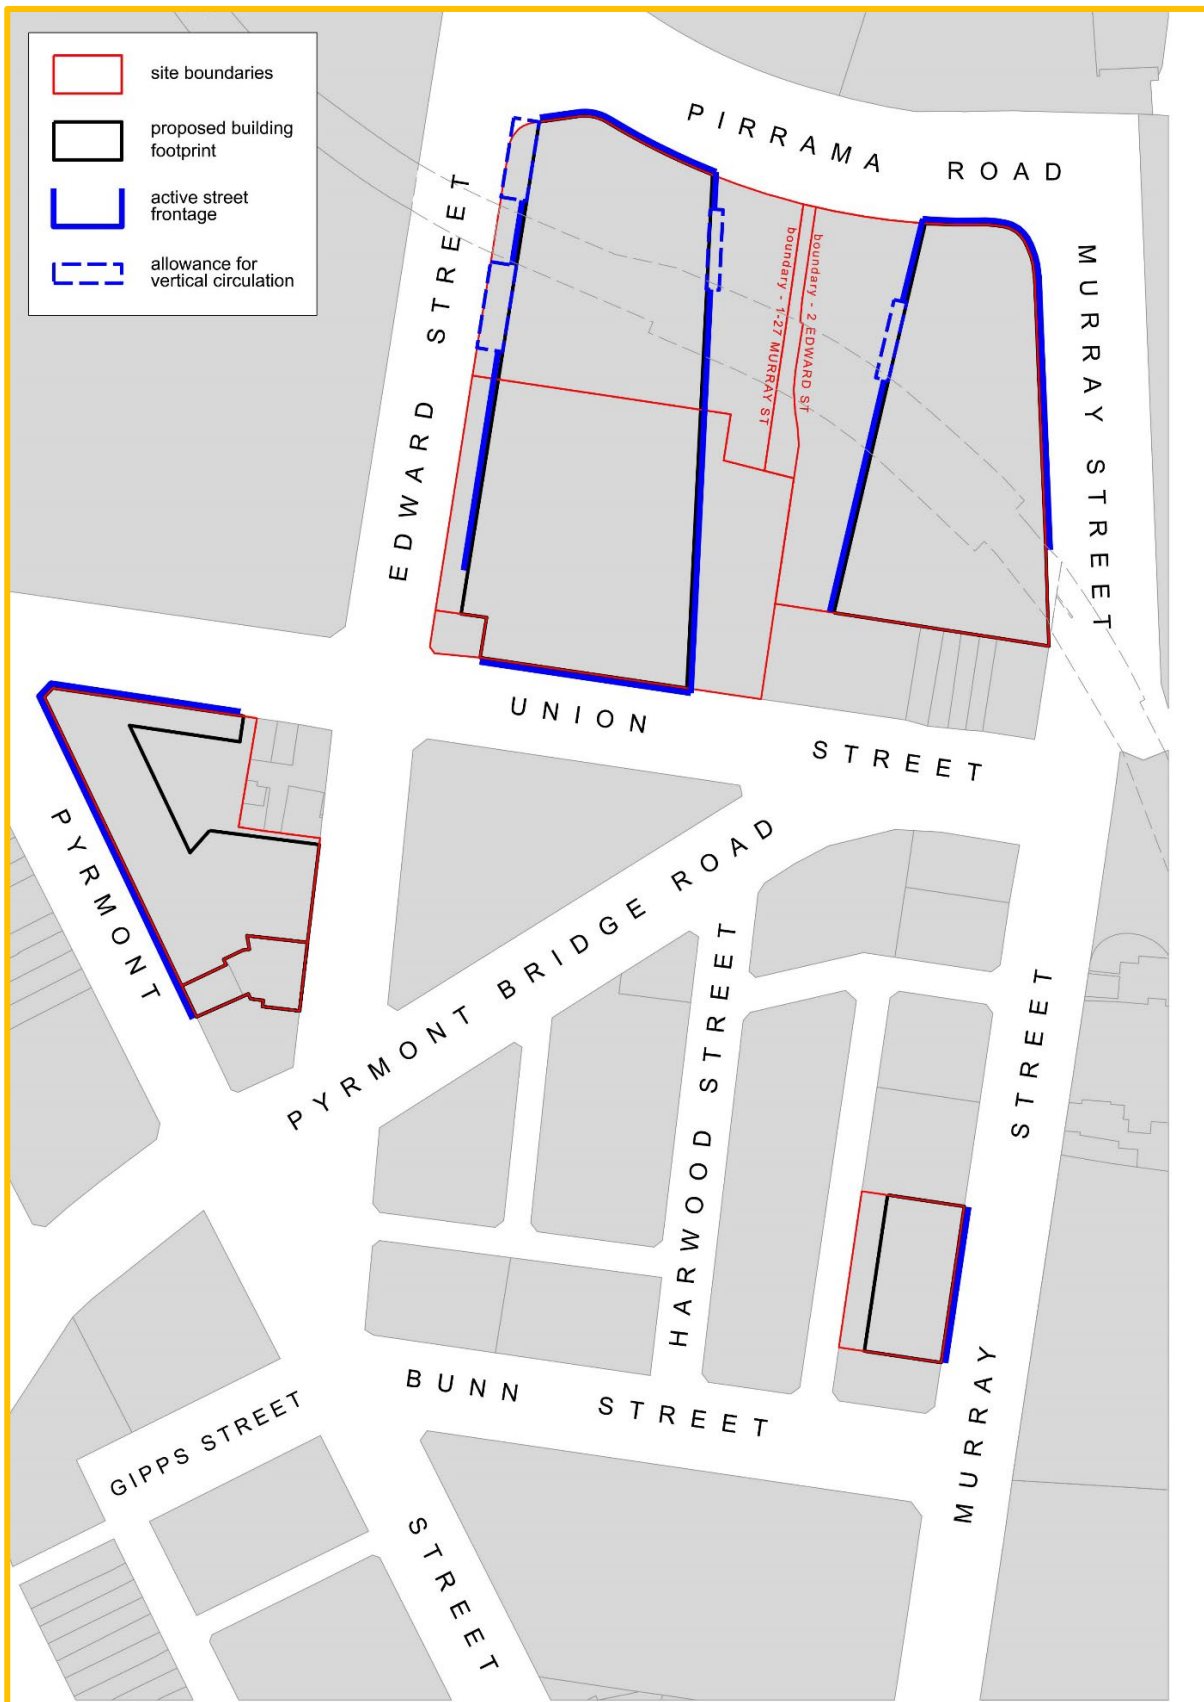 site boundaries
proposed building
footprint
active street
frontage
allowance for
vertical circulation
PIRRAMA ROAD
MURRAY STREET
EDWARD STREET
boundary - 1-27 MURRAY ST
boundary - 2 EDWARD ST
UNION STREET
PYRMONT STREET
PYRMONT BRIDGE ROAD
HARWOOD STREET
MURRAY STREET
BUNN STREET
GIPPS STREET